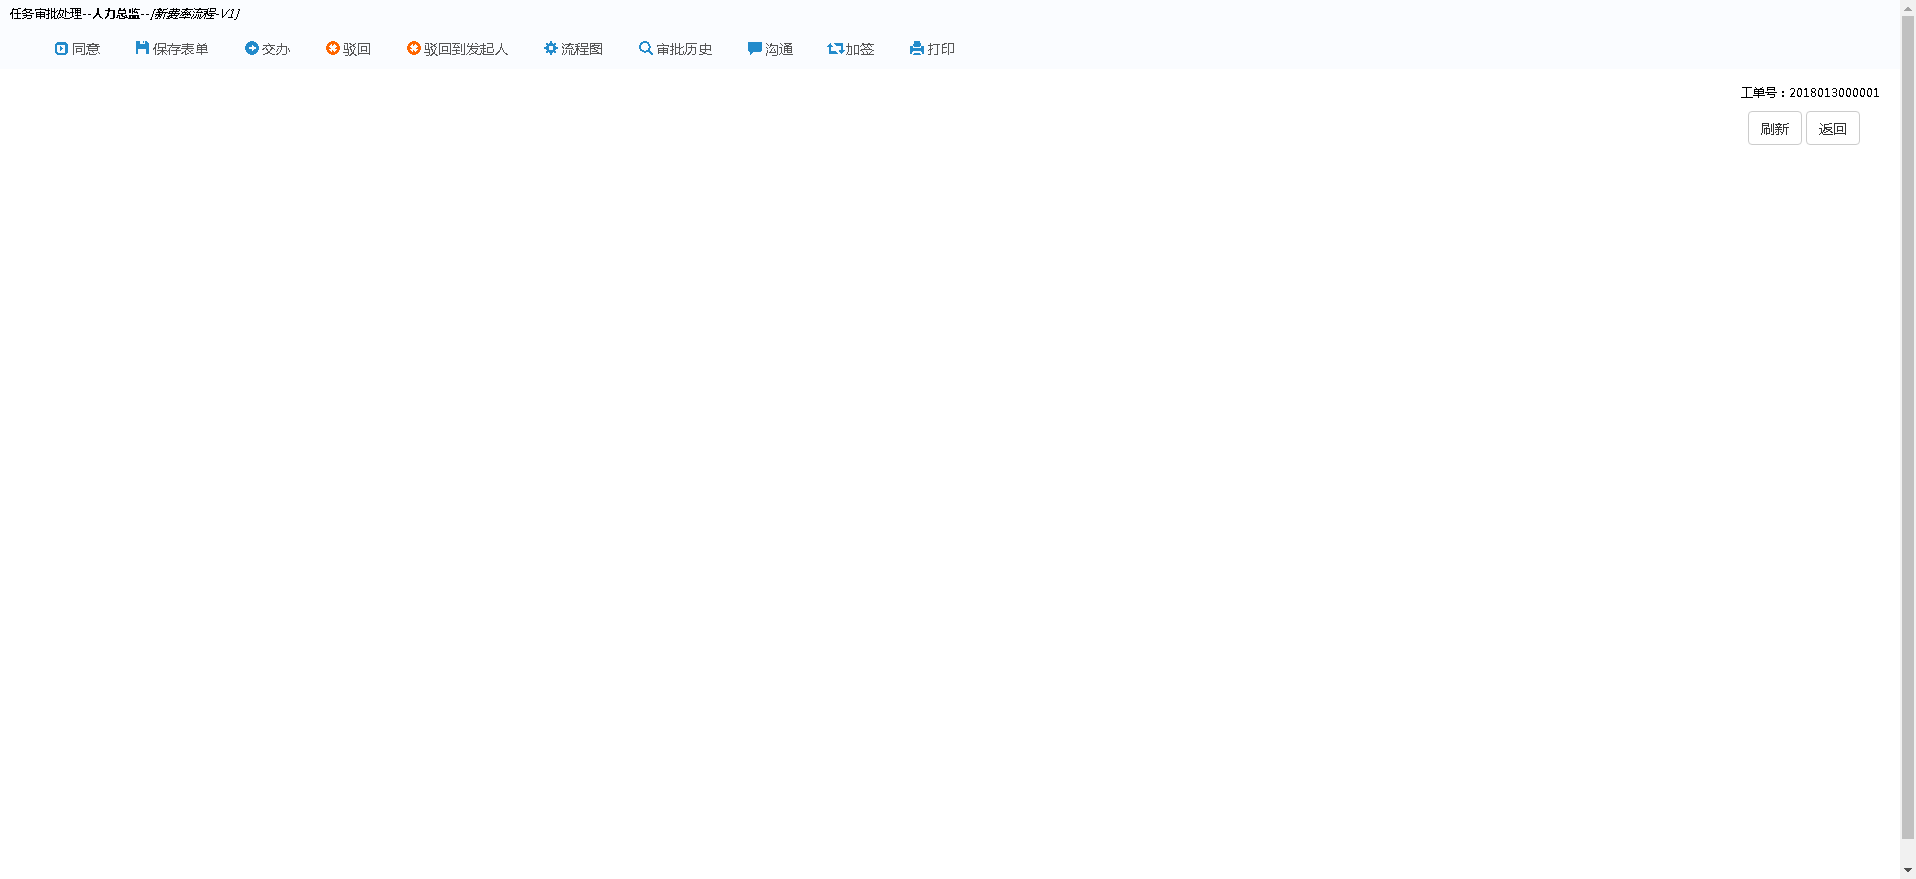 任务审批处理--人力总监--[新费率流程-V1]
同意 保存表单 交办 驳回 驳回到发起人 流程图 审批历史 沟通 加签 打印
工单号：2018013000001
刷新 返回